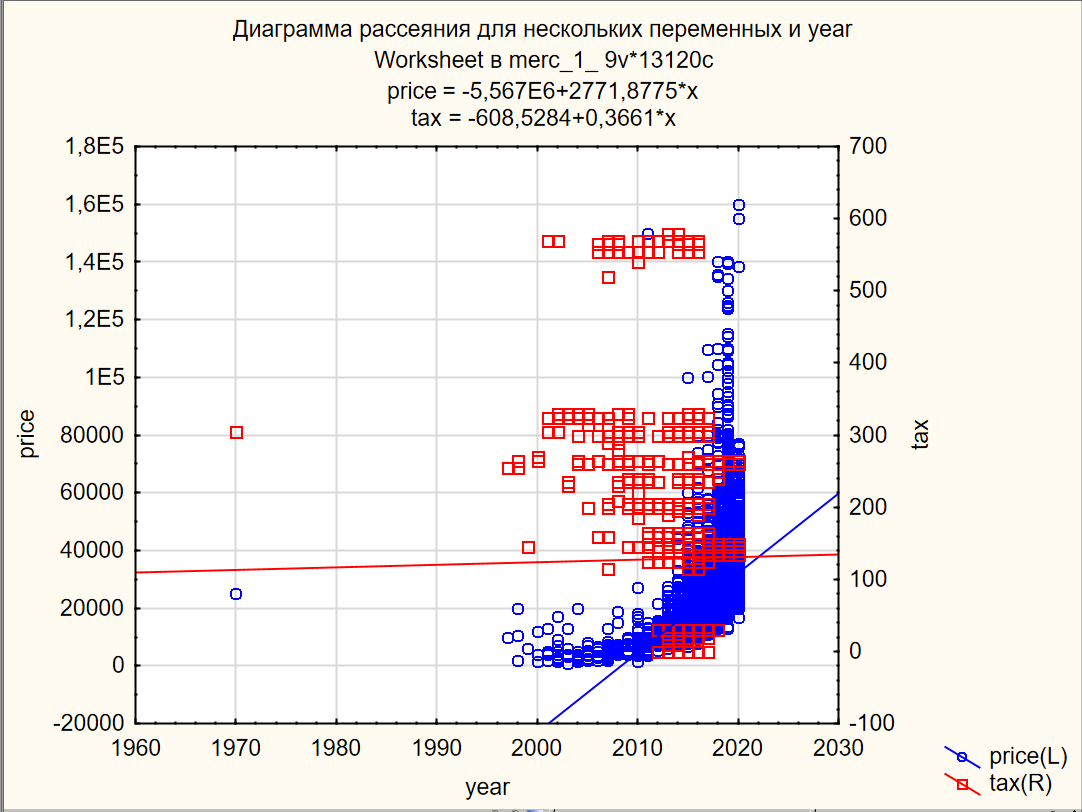 Диаграмма рассеяния для нескольких переменных и year
Worksheet в merc_1_ 9v*13120c
price = -5,567E6+2771,8775*x
tax = -608,5284+0,3661*x
1,8E5
1,6E5
1,4E5
1,2E5
1E5
80000
60000
40000
20000
0
-20000
price
700
600
500
400
300
200
100
0
-100
tax
1960 1970 1980 1990 2000 2010 2020 2030
year
price(L)
tax(R)